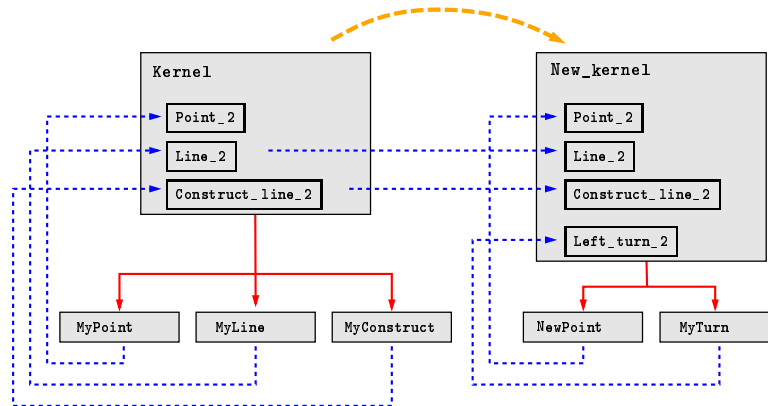 Kernel
Point_2
Line_2
Construct_line_2
MyPoint
MyLine
MyConstruct
New_kernel
Point_2
Line_2
Construct_line_2
Left_turn_2
NewPoint
MyTurn